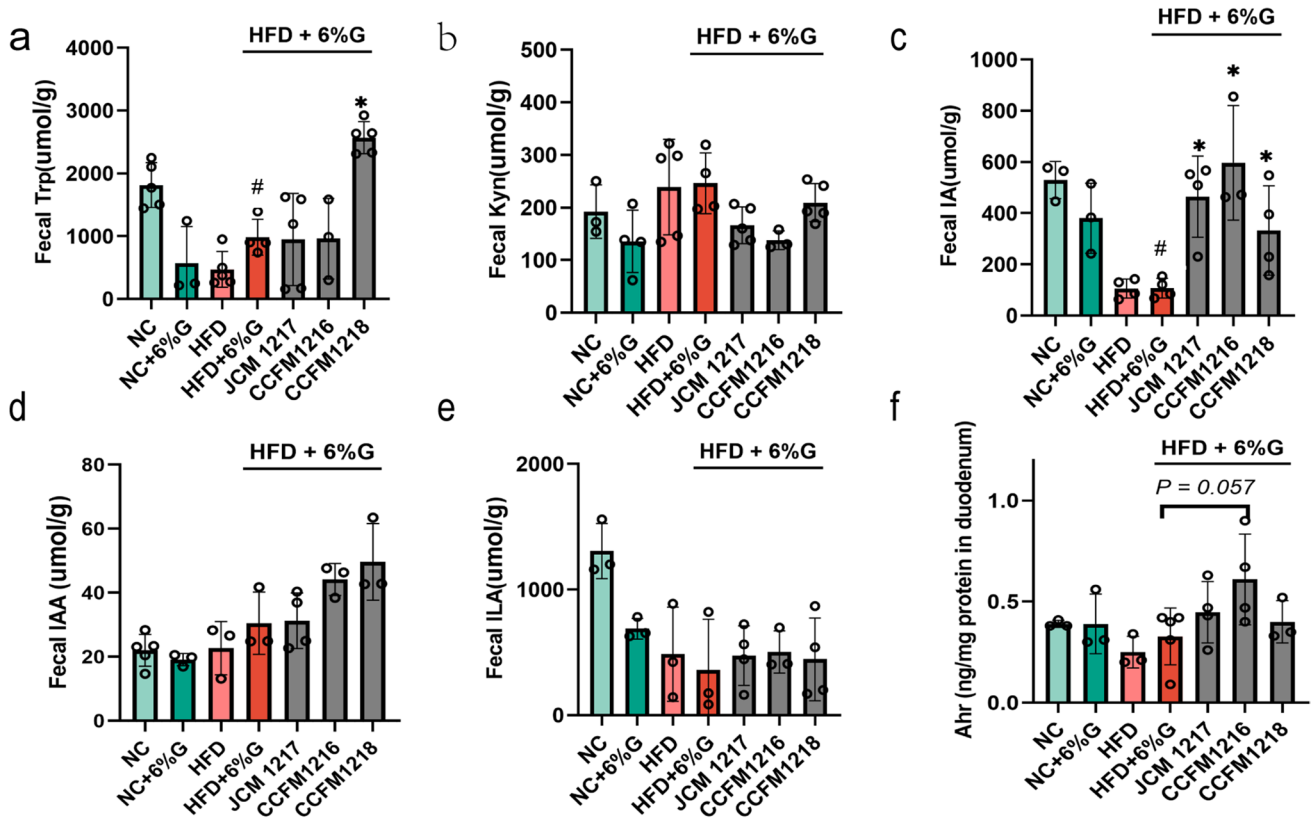 a
HFD + 6%G
Fecal Trp(umol/g)
4000
3000
2000
1000
0
*
#
NC
NC+6%G
HFD
HFD+6%G
JCM 1217
CCFM1216
CCFM1218
b
HFD + 6%G
Fecal Kyn(umol/g)
500
400
300
200
100
0
NC
NC+6%G
HFD
HFD+6%G
JCM 1217
CCFM1216
CCFM1218
c
HFD + 6%G
Fecal IA(umol/g)
1000
800
600
400
200
0
#
*
*
*
NC
NC+6%G
HFD
HFD+6%G
JCM 1217
CCFM1216
CCFM1218
d
HFD + 6%G
Fecal IAA (umol/g)
80
60
40
20
0
NC
NC+6%G
HFD
HFD+6%G
JCM 1217
CCFM1216
CCFM1218
e
HFD + 6%G
Fecal ILA(umol/g)
2000
1000
0
NC
NC+6%G
HFD
HFD+6%G
JCM 1217
CCFM1216
CCFM1218
f
HFD + 6%G
P = 0.057
Ahr (ng/mg protein in duodenum)
1.0
0.5
0.0
NC
NC+6%G
HFD
HFD+6%G
JCM 1217
CCFM1216
CCFM1218